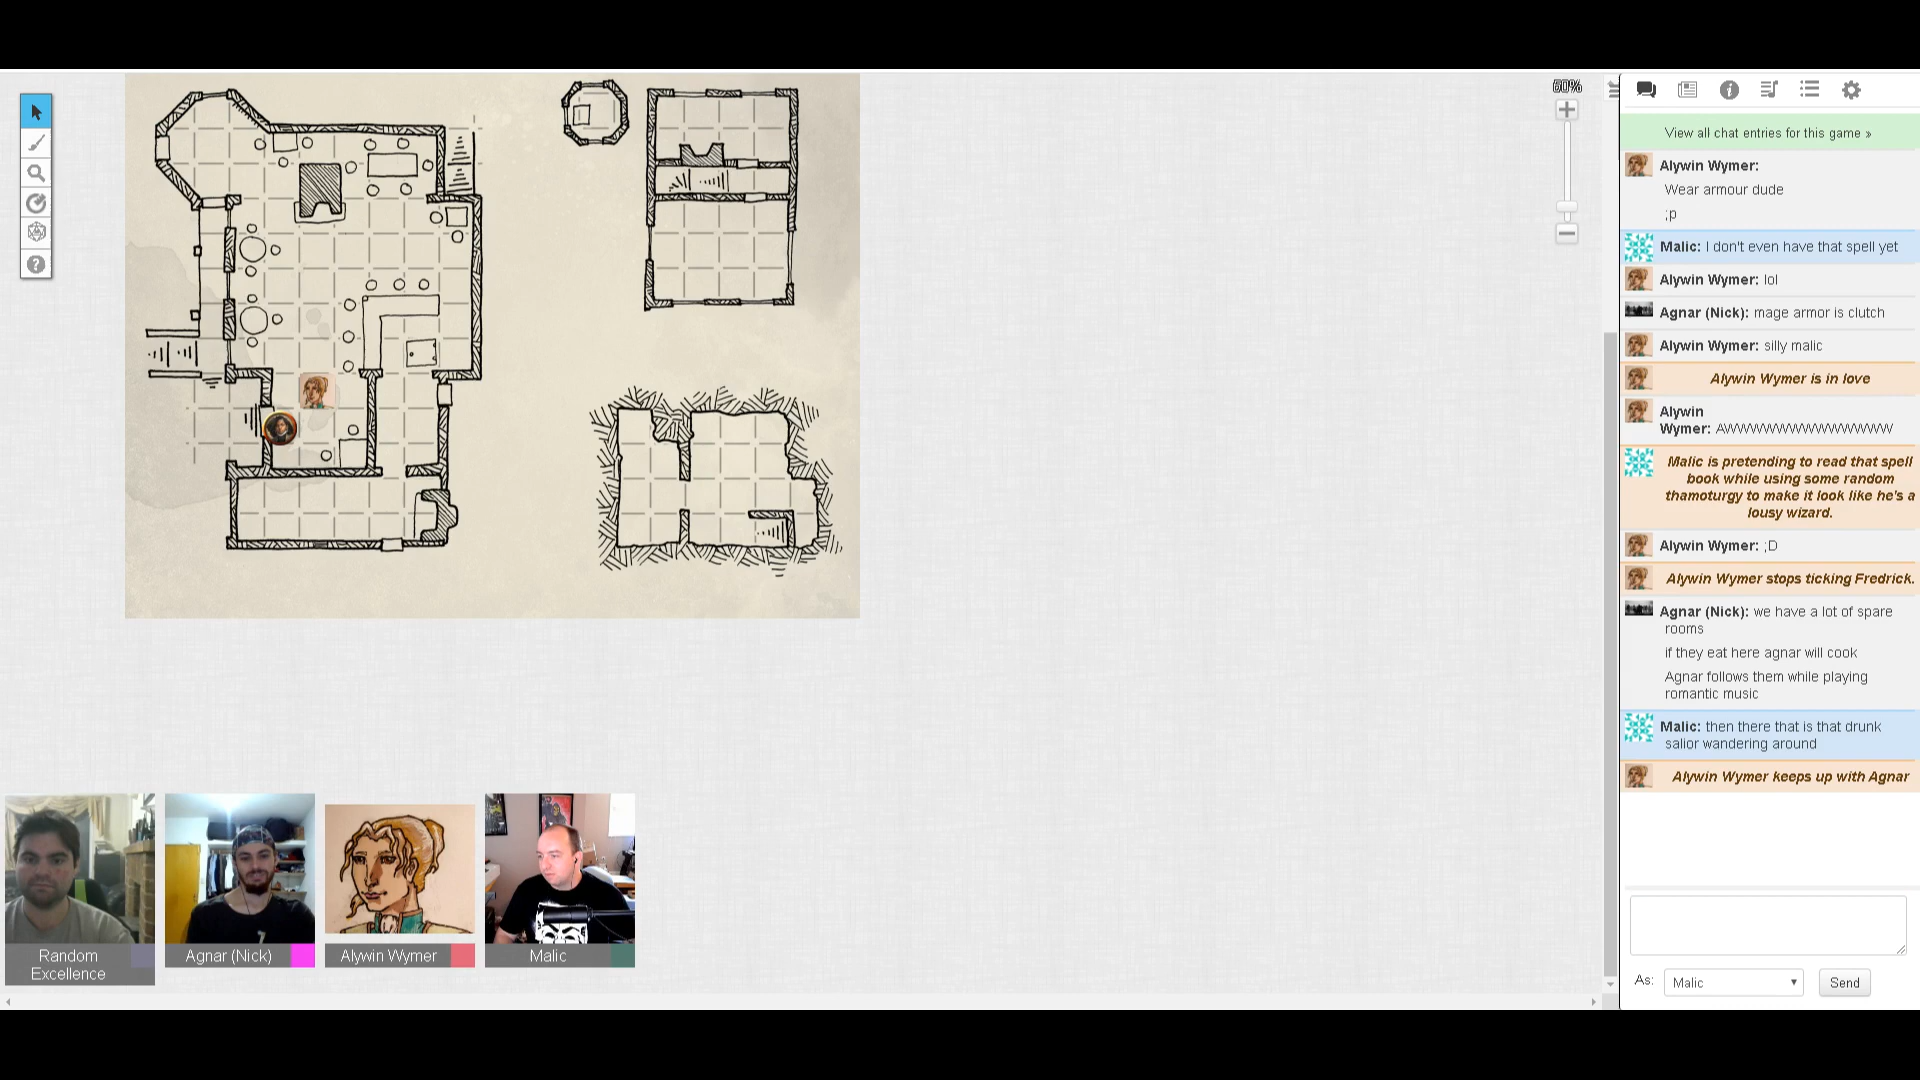 60%
View all chat entries for this game »
Alywin Wymer:
Wear armour dude
;p
Malic: I don't even have that spell yet
Alywin Wymer: lol
Agnar (Nick): mage armor is clutch
Alywin Wymer: silly malic
Alywin Wymer is in love
Alywin
Malic is pretending to read that spell
book while using some random
thamoturgy to make it look like he's a
lousy wizard.
Alywin Wymer: ;D
Alywin Wymer stops ticking Fredrick.
Agnar (Nick): we have a lot of spare
rooms
if they eat here agnar will cook
Agnar follows them while playing
romantic music
Malic: then there that is that drunk
salior wandering around
Alywin Wymer keeps up with Agnar
Random
Excellence
Agnar (Nick)
Alywin Wymer
Malic
As:
Malic
Send